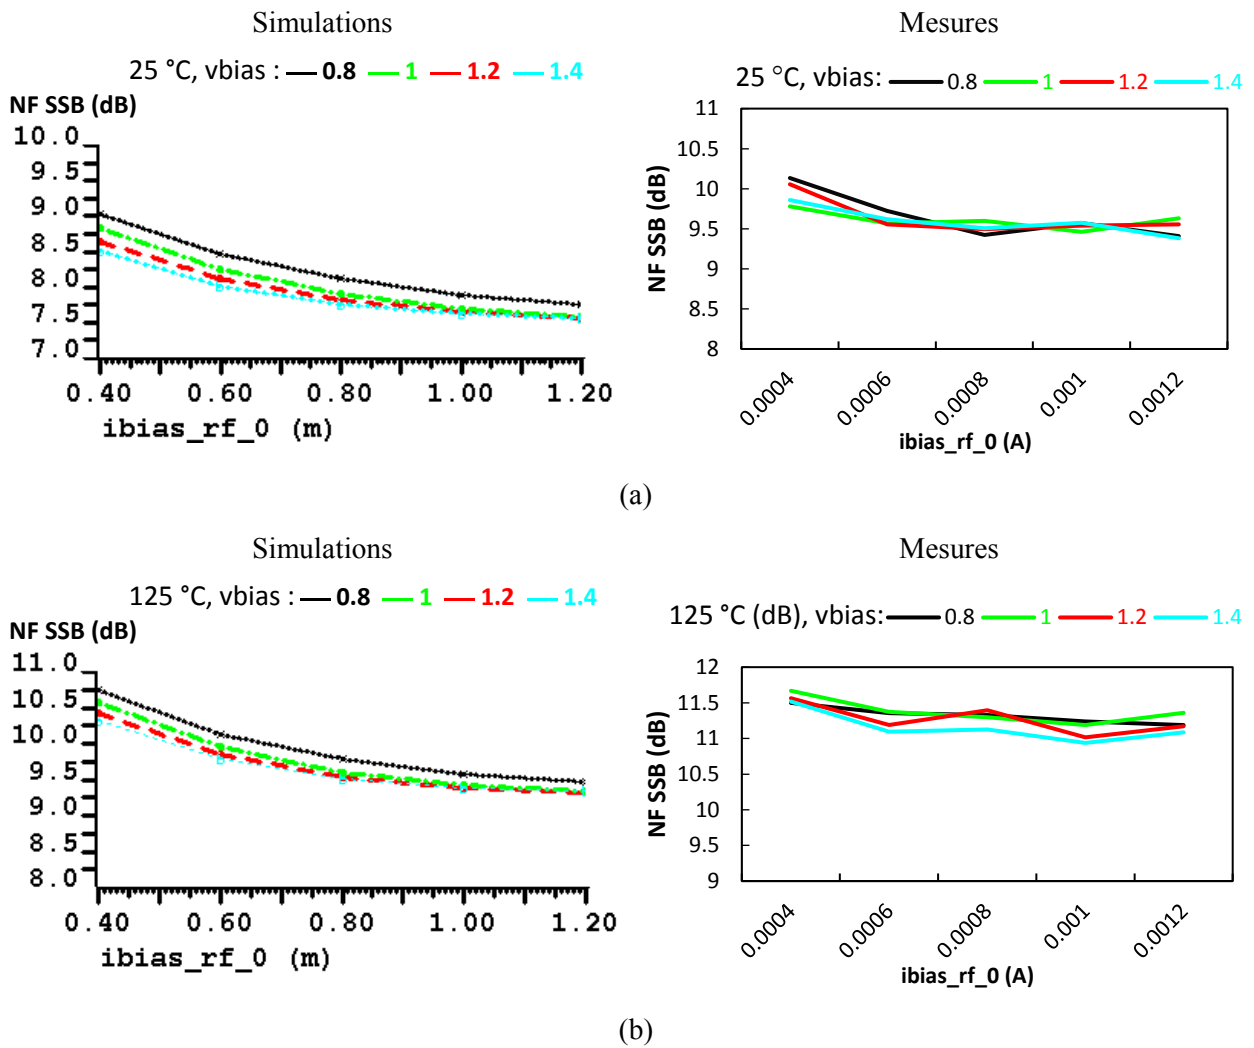 Simulations
Mesures
25 °C, vbias : 0.8 1 1.2 1.4
25 °C, vbias: 0.8 1 1.2 1.4
NF SSB (dB)
10.0
9.5
9.0
8.5
8.0
7.5
7.0
0.40 0.60 0.80 1.00 1.20
ibias_rf_0 (m)
NF SSB (dB)
11
10.5
10
9.5
9
8.5
8
0.0004 0.0006 0.0008 0.001 0.0012
ibias_rf_0 (A)
(a)
Simulations
Mesures
125 °C, vbias : 0.8 1 1.2 1.4
125 °C (dB), vbias: 0.8 1 1.2 1.4
NF SSB (dB)
11.0
10.5
10.0
9.5
9.0
8.5
8.0
0.40 0.60 0.80 1.00 1.20
ibias_rf_0 (m)
NF SSB (dB)
12
11.5
11
10.5
10
9.5
9
0.0004 0.0006 0.0008 0.001 0.0012
ibias_rf_0 (A)
(b)